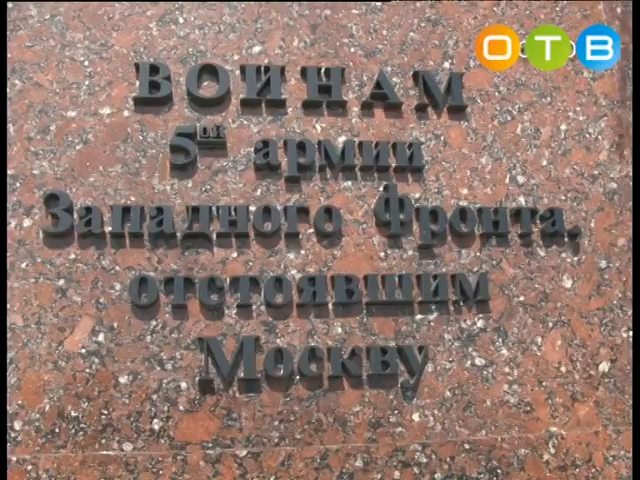 ОТВ
ВОИНАМ
5ой армии
Западного Фронта,
отстоявшим
Москву